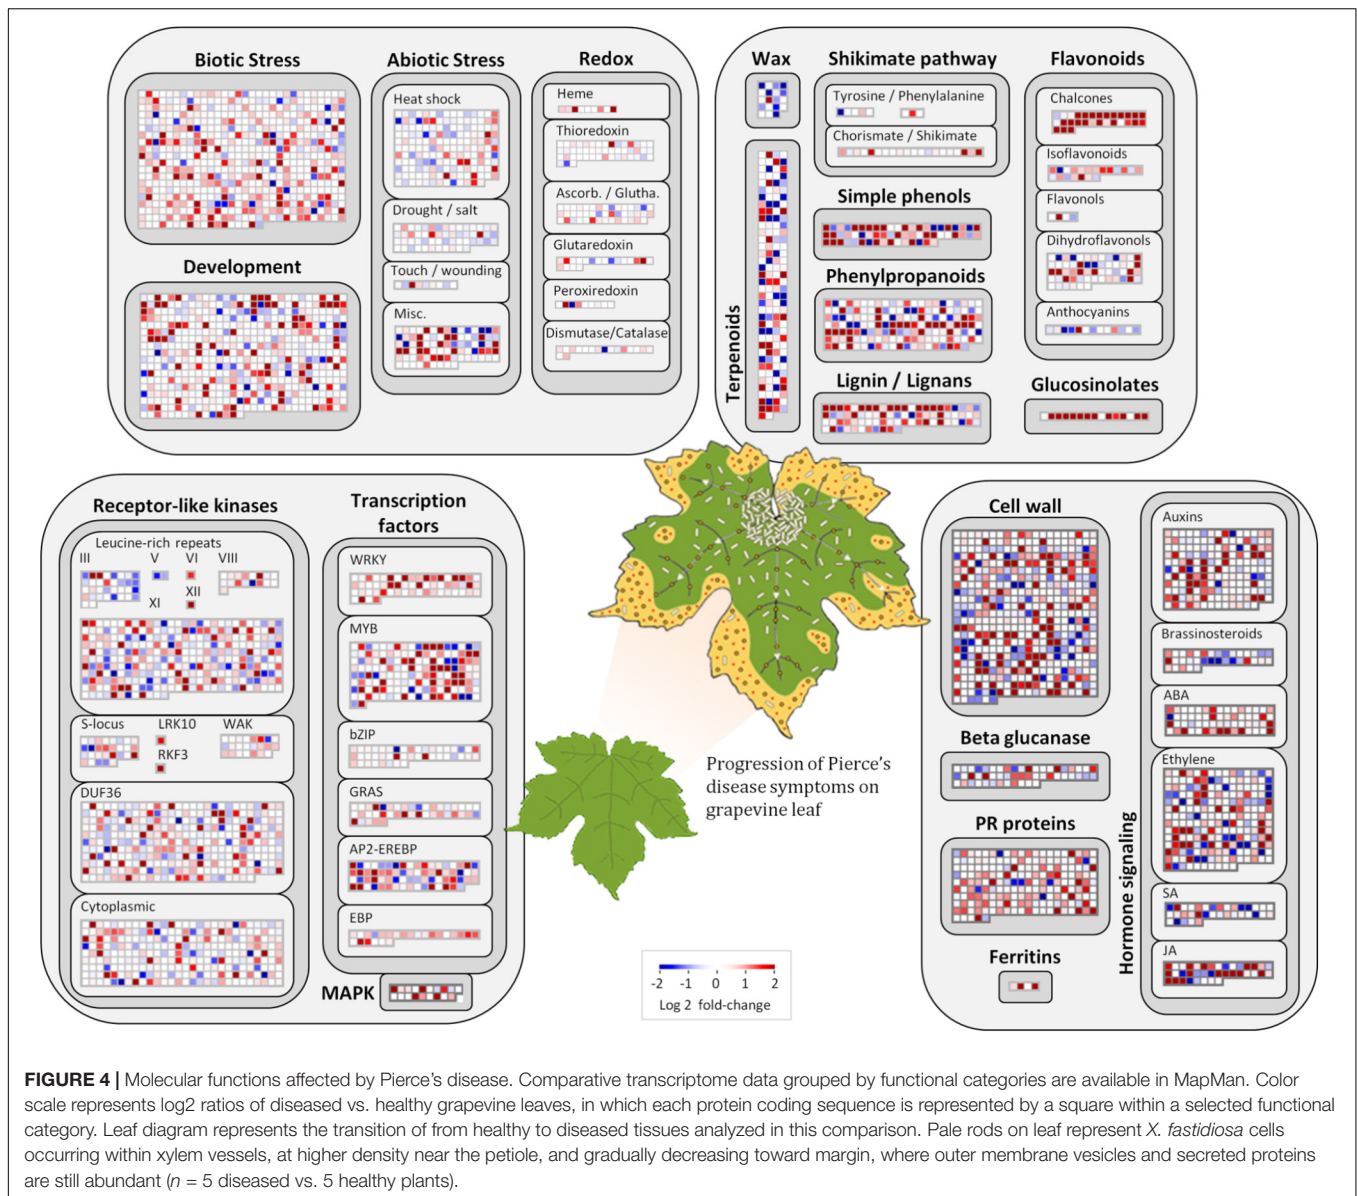 Biotic Stress
Development
Abiotic Stress
Heat shock
Drought / salt
Touch / wounding
Misc.
Redox
Heme
Thioredoxin
Ascorb. / Glutha.
Glutaredoxin
Peroxiredoxin
Dismutase/Catalase
Wax
Terpenoids
Shikimate pathway
Tyrosine / Phenylalanine
Chorismate / Shikimate
Simple phenols
Phenylpropanoids
Lignin / Lignans
Flavonoids
Chalcones
Isoflavonoids
Flavonols
Dihydroflavonols
Anthocyanins
Glucosinolates
Receptor-like kinases
Leucine-rich repeats
III
V
VI
VIII
XI
XII
S-locus
LRK10
WAK
RKF3
DUF36
Cytoplasmic
Transcription
factors
WRKY
MYB
bZIP
GRAS
AP2-EREBP
EBP
MAPK
Progression of Pierce's
disease symptoms on
grapevine leaf
-2 -1 0 1 2
Log 2 fold-change
Cell wall
Beta glucanase
PR proteins
Ferritins
Hormone signaling
Auxins
Brassinosteroids
ABA
Ethylene
SA
JA
FIGURE 4 | Molecular functions affected by Pierce's disease. Comparative transcriptome data grouped by functional categories are available in MapMan. Color
scale represents log2 ratios of diseased vs. healthy grapevine leaves, in which each protein coding sequence is represented by a square within a selected functional
category. Leaf diagram represents the transition of from healthy to diseased tissues analyzed in this comparison. Pale rods on leaf represent X. fastidiosa cells
occurring within xylem vessels, at higher density near the petiole, and gradually decreasing toward margin, where outer membrane vesicles and secreted proteins
are still abundant (n = 5 diseased vs. 5 healthy plants).